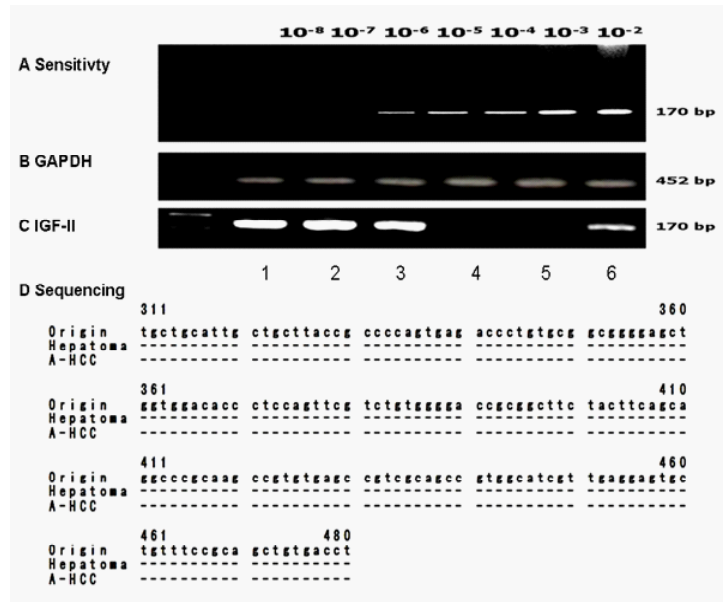 10-8 10-7 10-6 10-5 10-4 10-3 10-2
A Sensitivty
170 bp
B GAPDH
452 bp
C IGF-II
170 bp
1 2 3 4 5 6
D Sequencing
311 360
Origin tgctgcattg ctgcttaccg ccccagtgag accctgtgcg gcggggagct
Hepatoma ---------- ---------- ---------- ---------- ----------
A-HCC ---------- ---------- ---------- ---------- ----------
361 410
Origin ggtggacacc ctccagttcg tctgtgggga ccgcggcttc tacttcagca
Hepatoma ---------- ---------- ---------- ---------- ----------
A-HCC ---------- ---------- ---------- ---------- ----------
411 460
Origin ggcccgcaag ccgtgtgagc cgtcgcagcc gtggcatcgt tgaggagtgc
Hepatoma ---------- ---------- ---------- ---------- ----------
A-HCC ---------- ---------- ---------- ---------- ----------
461 480
Origin tgtttccgca gctgtgacct
Hepatoma ---------- ----------
A-HCC ---------- ----------